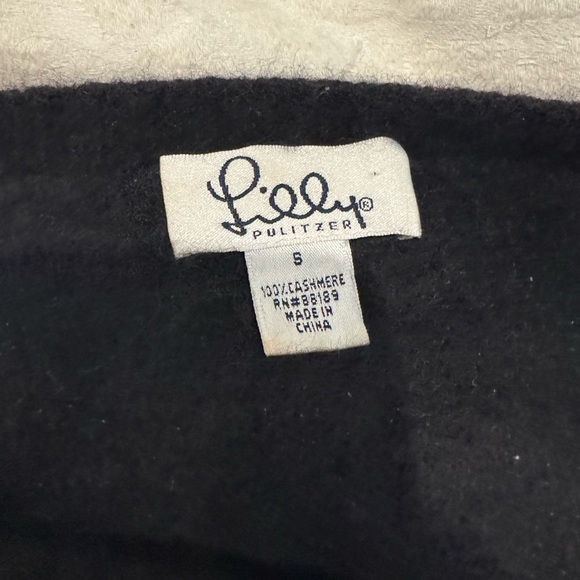 Lilly®
PULITZER
S
100% CASHMERE
RN#88189
MADE IN
CHINA